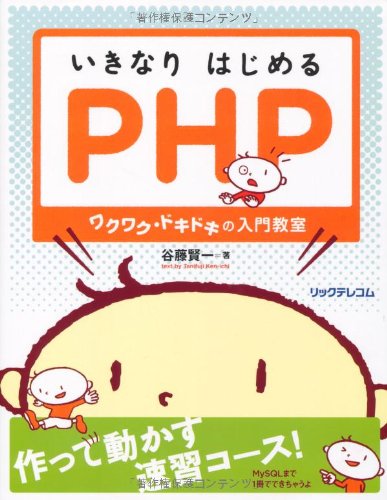 「著作権保護コンテンツ」
いきなり はじめる
PHP
ワクワク・ドキドキの入門教室
谷藤賢一=著
text by Tanifuji Ken-ichi
リックテレコム
作って動かす
速習コース!
MySQLまで
1冊でできちゃうよ
「著作権保護コンテンツ」